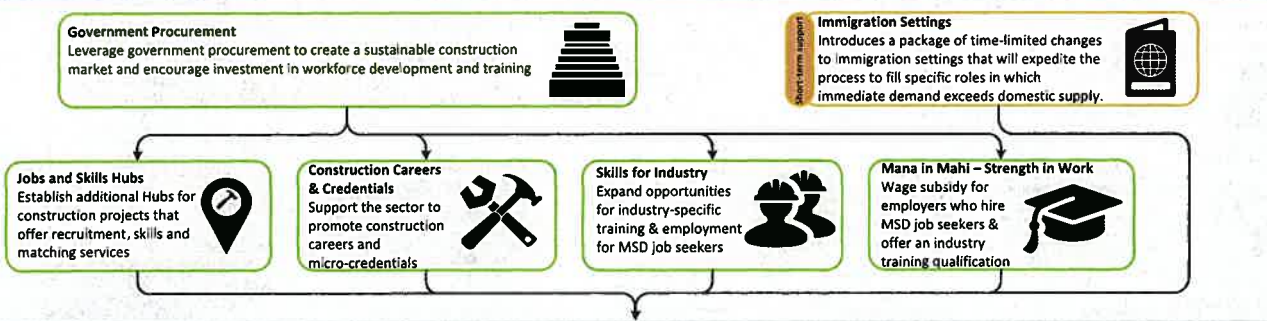 Government Procurement
Leverage government procurement to create a sustainable construction
market and encourage investment in workforce development and training
Short-term support
Immigration Settings
Introduces a package of time-limited changes
to immigration settings that will expedite the
process to fill specific roles in which
immediate demand exceeds domestic supply.
Jobs and Skills Hubs
Establish additional Hubs for
construction projects that
offer recruitment, skills and
matching services
Construction Careers
& Credentials
Support the sector to
promote construction
careers and
micro-credentials
Skills for Industry
Expand opportunities
for industry-specific
training & employment
for MSD job seekers
Mana in Mahi – Strength in Work
Wage subsidy for
employers who hire
MSD job seekers &
offer an industry
training qualification